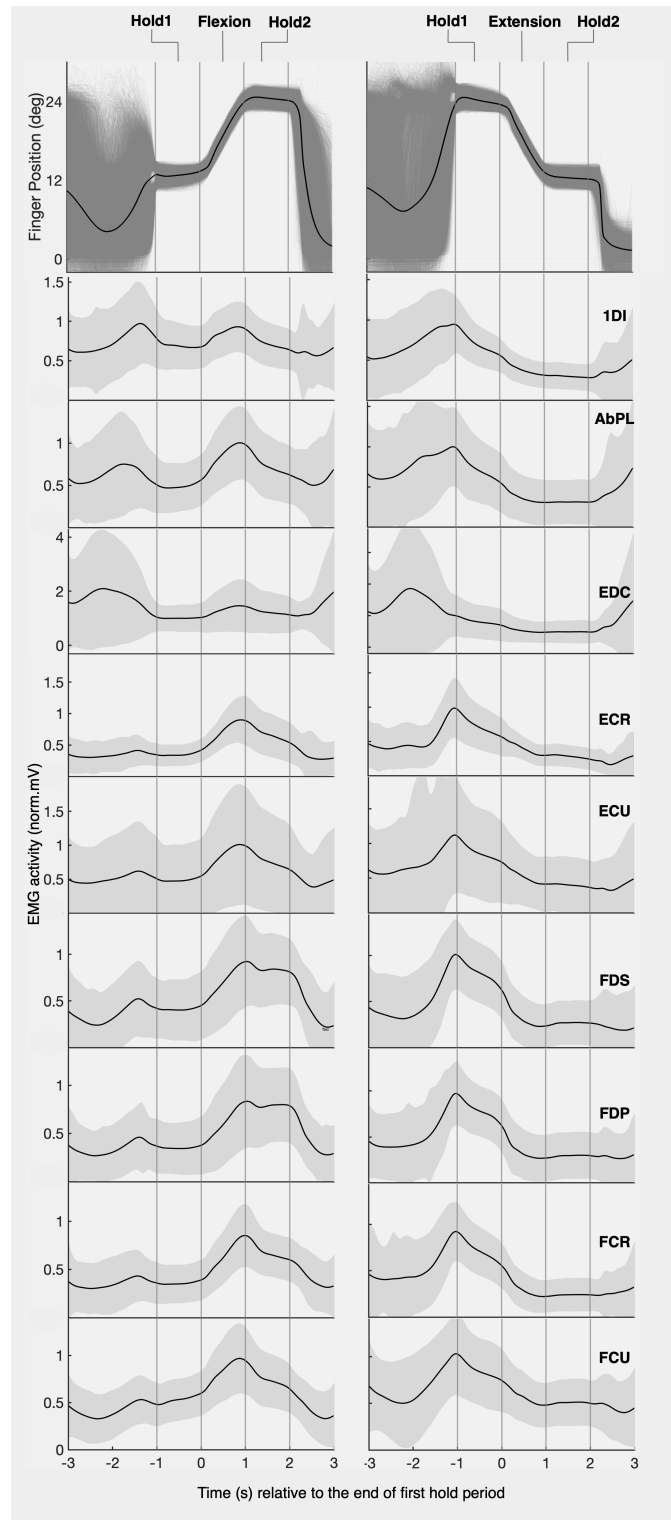 Hold1 Flexion Hold2 Hold1 Extension Hold2
Finger Position (deg)
24
12
0
1DI
1.5
1
0.5
AbPL
1
0.5
EDC
4
2
0
ECR
1.5
1
0.5
EMG activity (norm.mV)
ECU
1.5
1
0.5
FDS
1
0.5
FDP
1
0.5
FCR
1
0.5
FCU
1
0.5
0
-3 -2 -1 0 1 2 3 -3 -2 -1 0 1 2 3
Time (s) relative to the end of first hold period